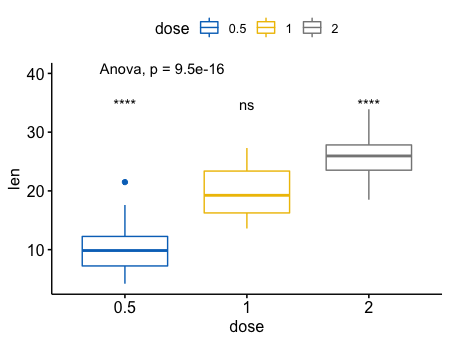 dose 0.5 1 2
Anova, p = 9.5e-16
**** ns ****
40
30
20
10
len
0.5 1 2
dose